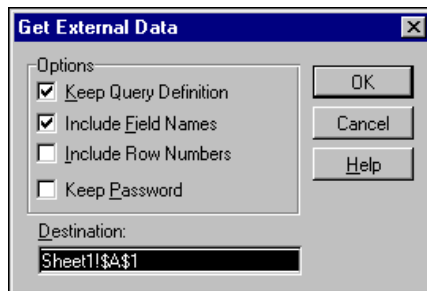 Get External Data
Options
Keep Query Definition
Include Field Names
Include Row Numbers
Keep Password
OK
Cancel
Help
Destination:
Sheet1!$A$1